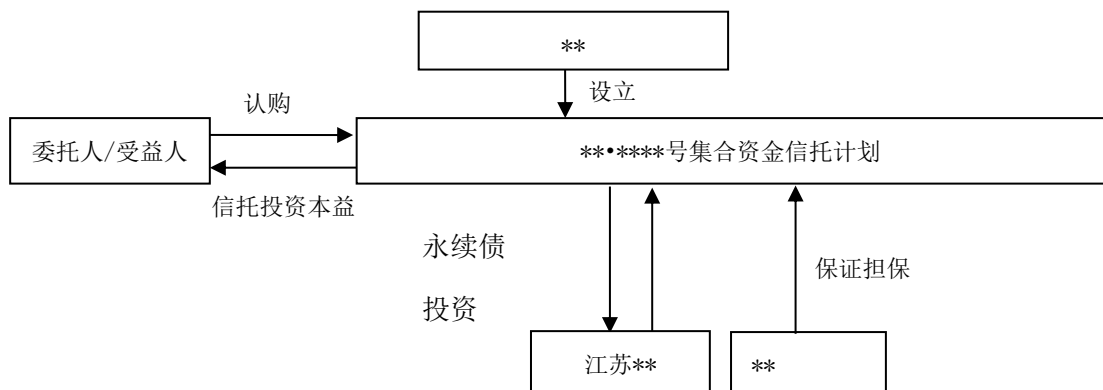 **
设立
认购
委托人/受益人
**•****号集合资金信托计划
信托投资本益
永续债
投资
保证担保
江苏**
**